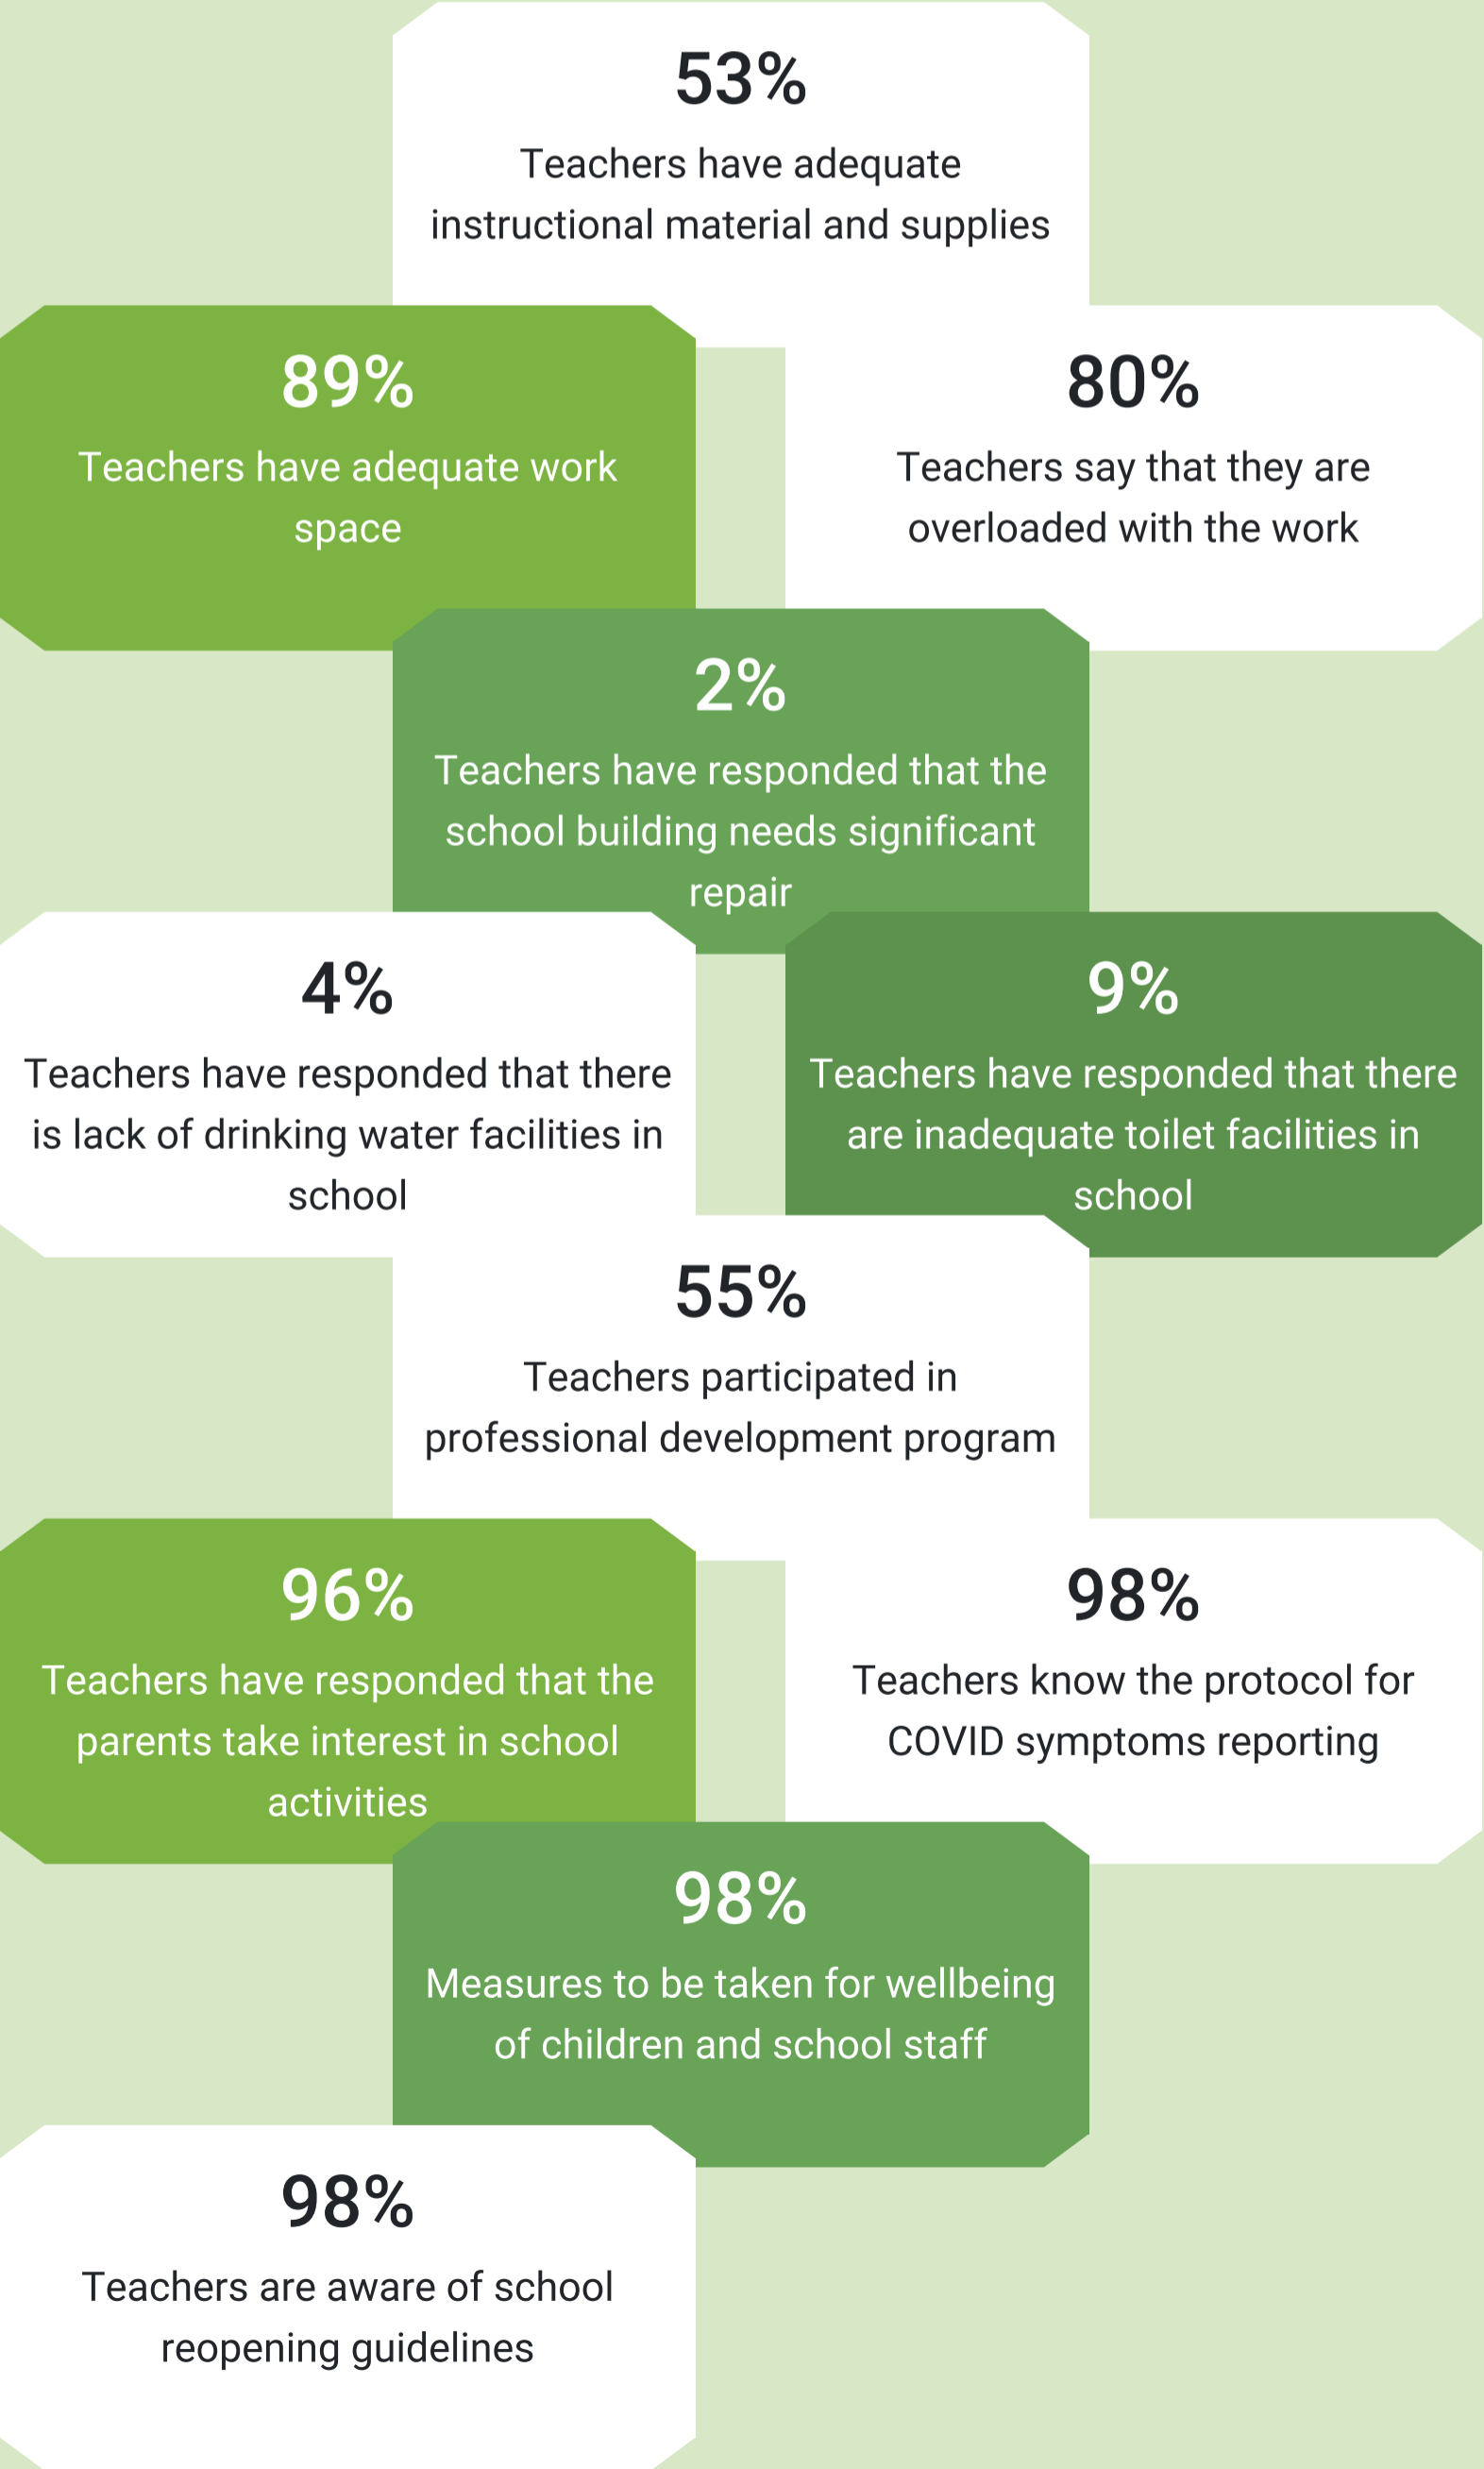 53%
Teachers have adequate
instructional material and supplies
89%
Teachers have adequate work
space
80%
Teachers say that they are
overloaded with the work
2%
Teachers have responded that the
school building needs significant
repair
4%
Teachers have responded that there
is lack of drinking water facilities in
school
9%
Teachers have responded that there
are inadequate toilet facilities in
school
55%
Teachers participated in
professional development program
96%
Teachers have responded that the
parents take interest in school
activities
98%
Teachers know the protocol for
COVID symptoms reporting
98%
Measures to be taken for wellbeing
of children and school staff
98%
Teachers are aware of school
reopening guidelines